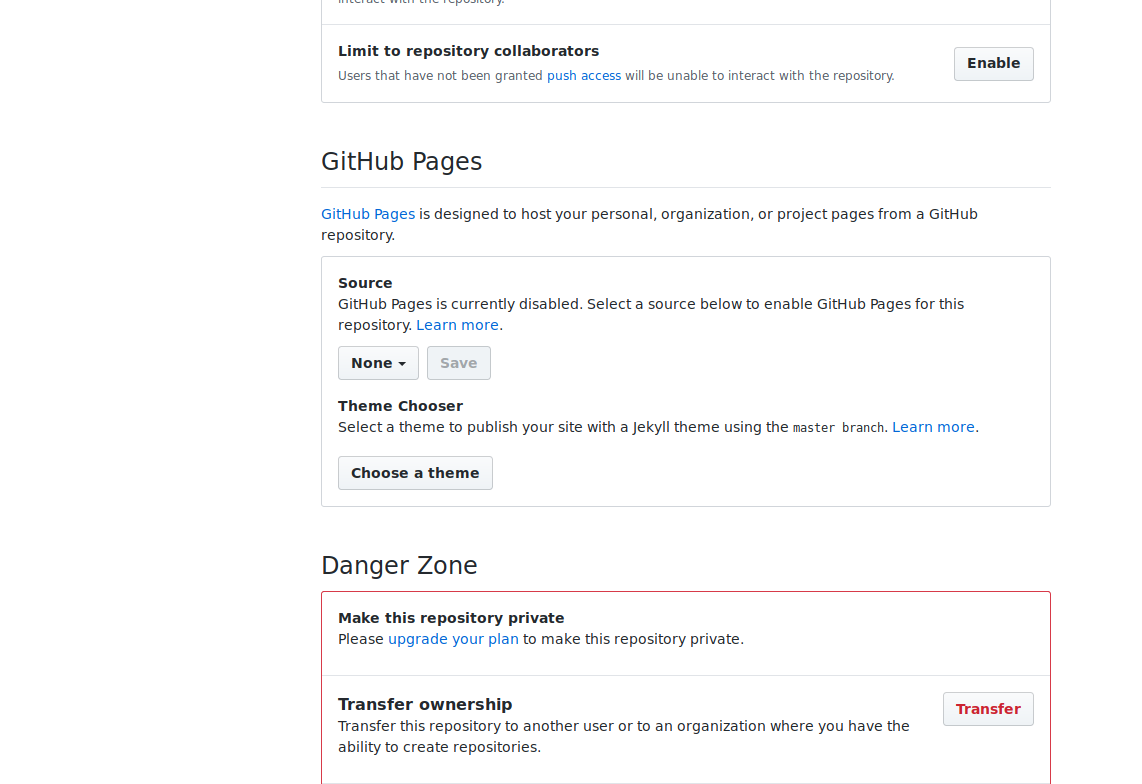 interact with the repository.
Limit to repository collaborators
Users that have not been granted push access will be unable to interact with the repository.
Enable
GitHub Pages
GitHub Pages is designed to host your personal, organization, or project pages from a GitHub
repository.
Source
GitHub Pages is currently disabled. Select a source below to enable GitHub Pages for this
repository. Learn more.
None Save
Theme Chooser
Select a theme to publish your site with a Jekyll theme using the master branch. Learn more.
Choose a theme
Danger Zone
Make this repository private
Please upgrade your plan to make this repository private.
Transfer ownership
Transfer this repository to another user or to an organization where you have the
ability to create repositories.
Transfer